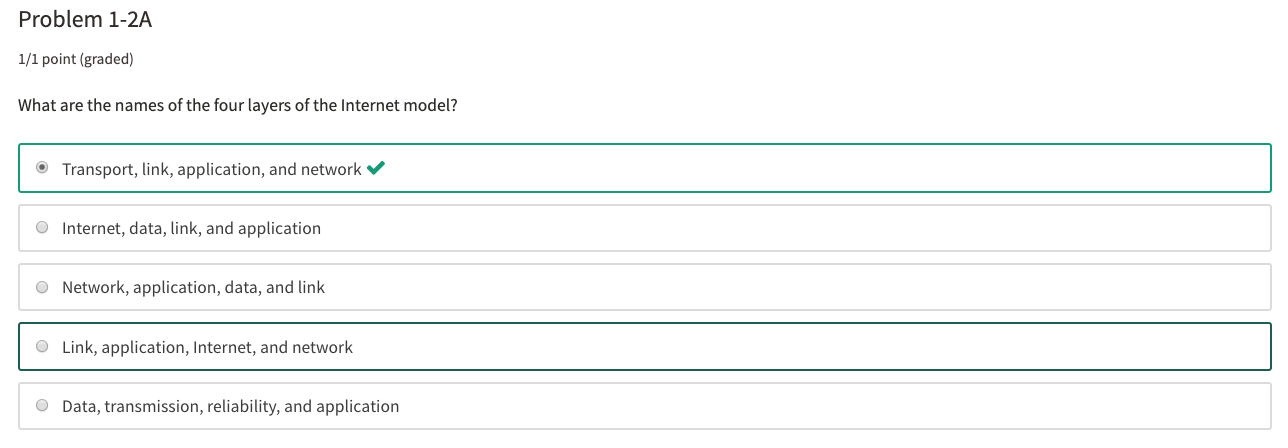 Problem 1-2A
1/1 point (graded)
What are the names of the four layers of the Internet model?
Transport, link, application, and network
Internet, data, link, and application
Network, application, data, and link
Link, application, Internet, and network
Data, transmission, reliability, and application